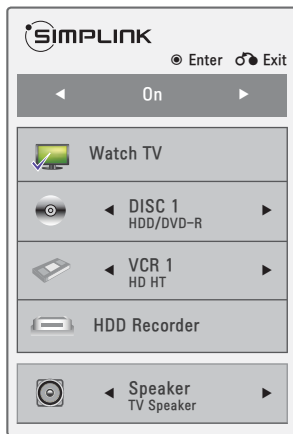 SIMPLINK
Enter Exit
On
Watch TV
DISC 1
HDD/DVD-R
VCR 1
HD HT
HDD Recorder
Speaker
TV Speaker